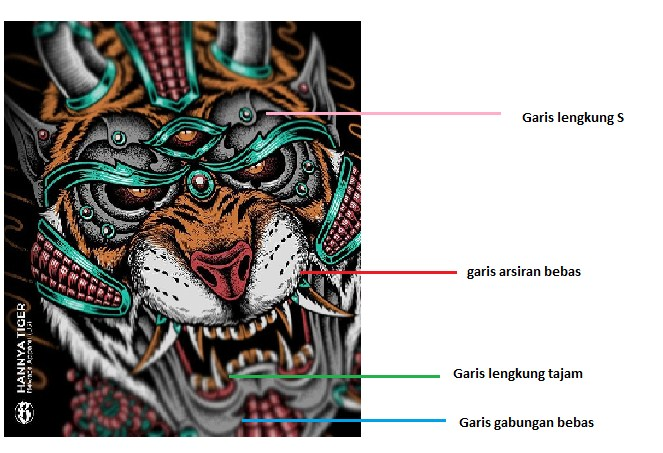 Garis lengkung S
garis arsiran bebas
Garis lengkung tajam
Garis gabungan bebas
HANNYA TIGER